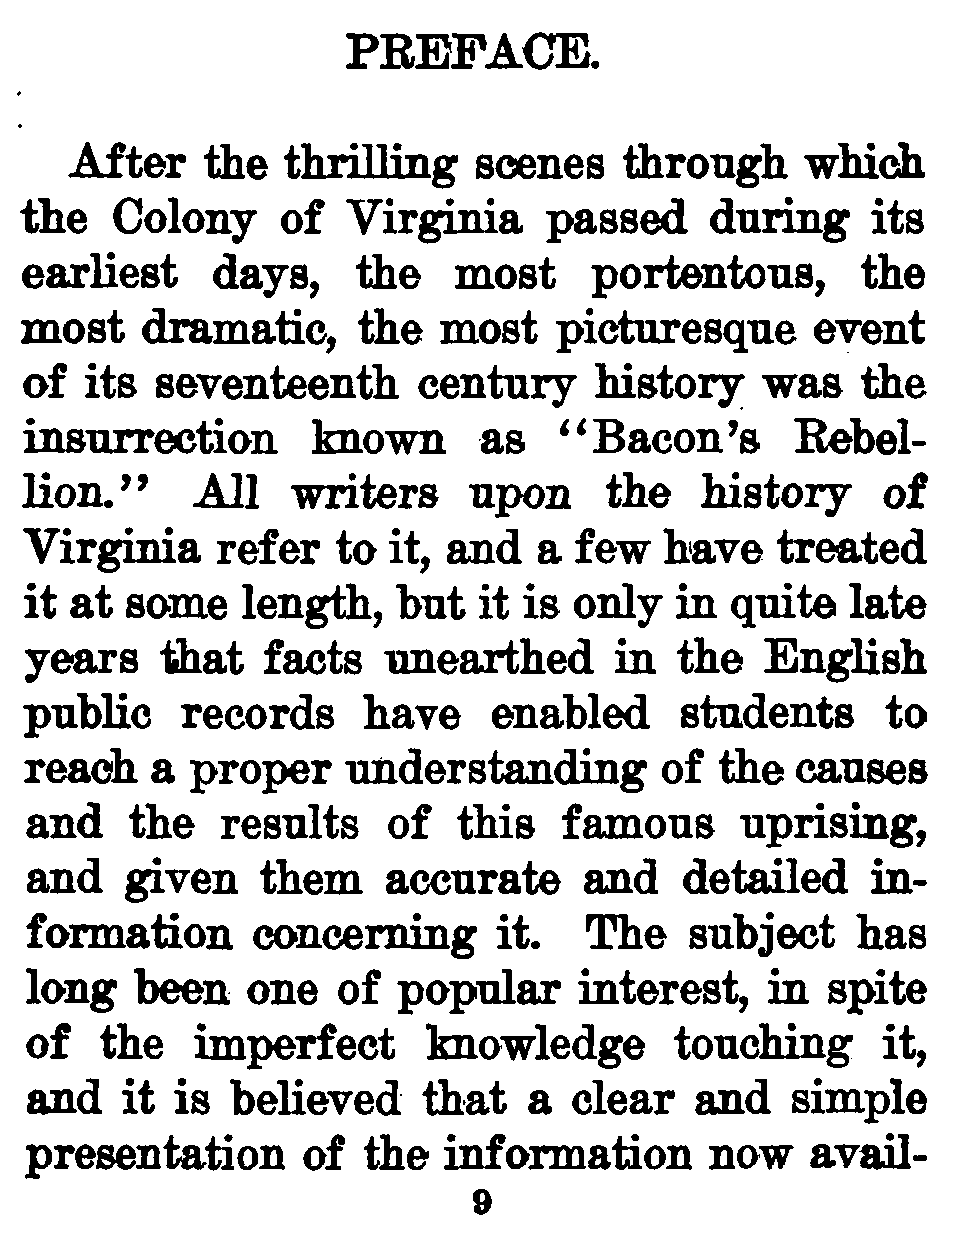 PREFACE.
After the thrilling scenes through which
the Colony of Virginia passed during its
earliest days, the most portentous, the
most dramatic, the most picturesque event
of its seventeenth century history was the
insurrection known as “Bacon’s Rebel-
lion.” All writers upon the history of
Virginia refer to it, and a few have treated
it at some length, but it is only in quite late
years that facts unearthed in the English
public records have enabled students to
reach a proper understanding of the causes
and the results of this famous uprising,
and given them accurate and detailed in-
formation concerning it. The subject has
long been one of popular interest, in spite
of the imperfect knowledge touching it,
and it is believed that a clear and simple
presentation of the information now avail-
9